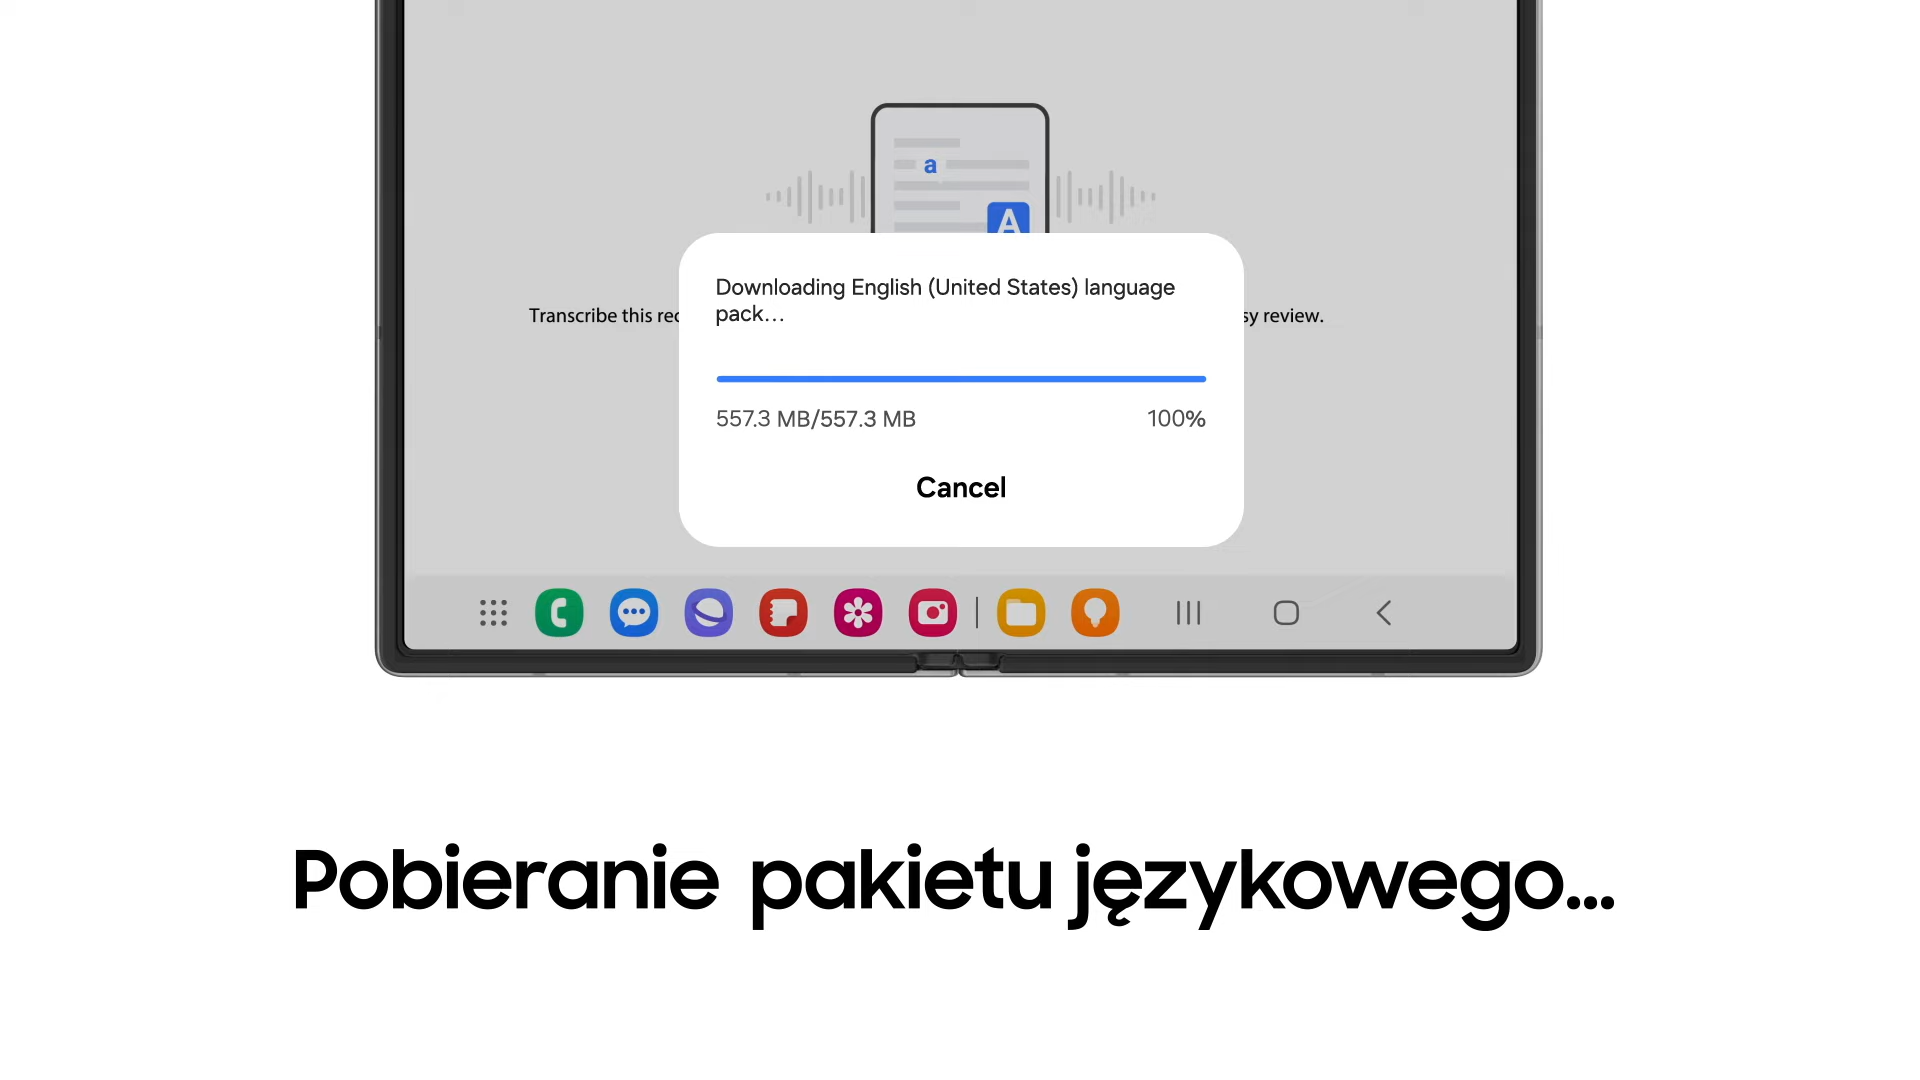 a
A
Downloading English (United States) language
pack...
Transcribe this rec
sy review.
557.3 MB/557.3 MB 100%
Cancel
Pobieranie pakietu językowego...